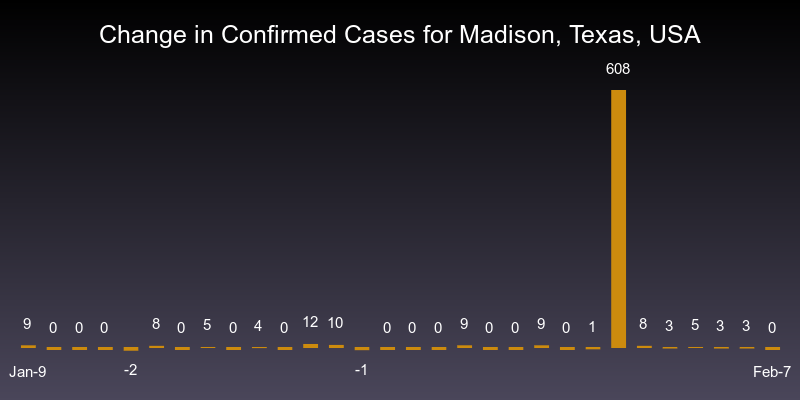 Change in Confirmed Cases for Madison, Texas, USA
608
9 0 0 0 8 0 5 0 4 0 12 10 0 0 0 9 0 0 9 0 1 8 3 5 3 3 0
Jan-9 -2 -1 Feb-7